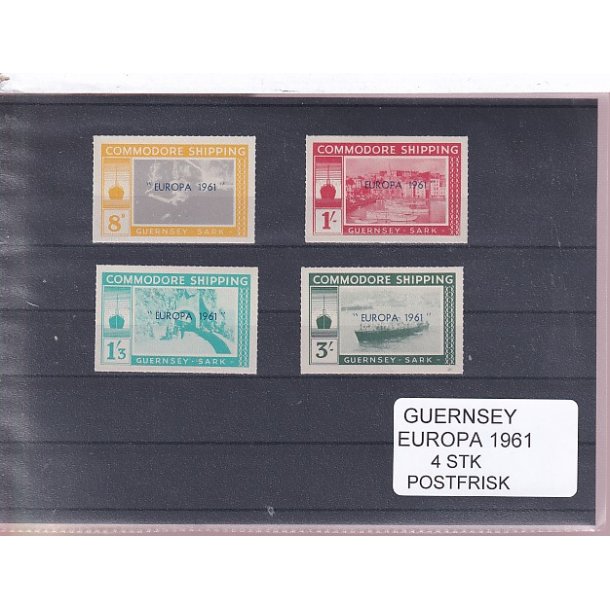 COMMODORE SHIPPING
" EUROPA 1961 "
8D
GUERNSEY - SARK
COMMODORE SHIPPING
" EUROPA 1961 "
1/-
GUERNSEY - SARK
COMMODORE SHIPPING
" EUROPA 1961 "
1/3
GUERNSEY - SARK -
COMMODORE SHIPPING
" EUROPA 1961 "
3/-
GUERNSEY - SARK -
GUERNSEY
EUROPA 1961
4 STK
POSTFRISK